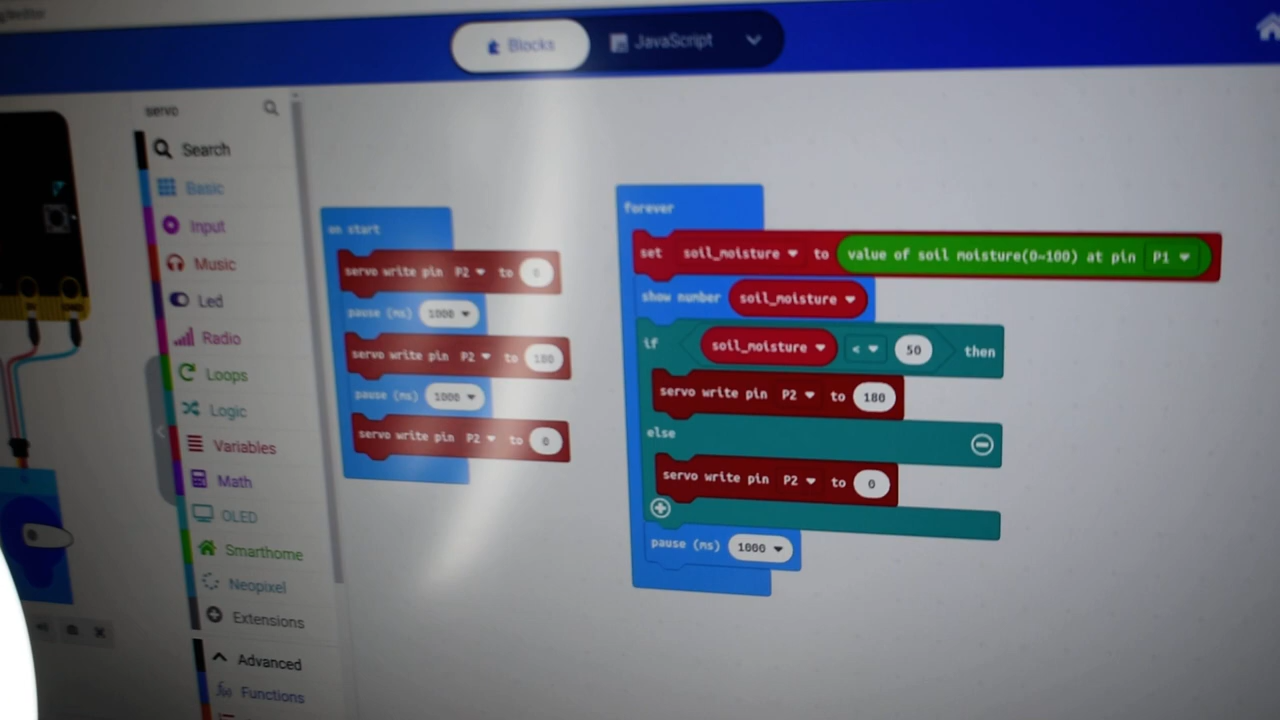 Blocks
JavaScript
servo
Search
Basic
Input
Music
Led
Radio
Loops
Logic
Variables
Math
OLED
Smarthome
Neopixel
Extensions
Advanced
Functions
on start
servo write pin P2 to 0
pause (ms) 1000
servo write pin P2 to 180
pause (ms) 1000
servo write pin P2 to 0
forever
set soil_moisture to value of soil moisture(0~100) at pin P1
show number soil_moisture
if soil_moisture < 50 then
servo write pin P2 to 180
else
servo write pin P2 to 0
pause (ms) 1000